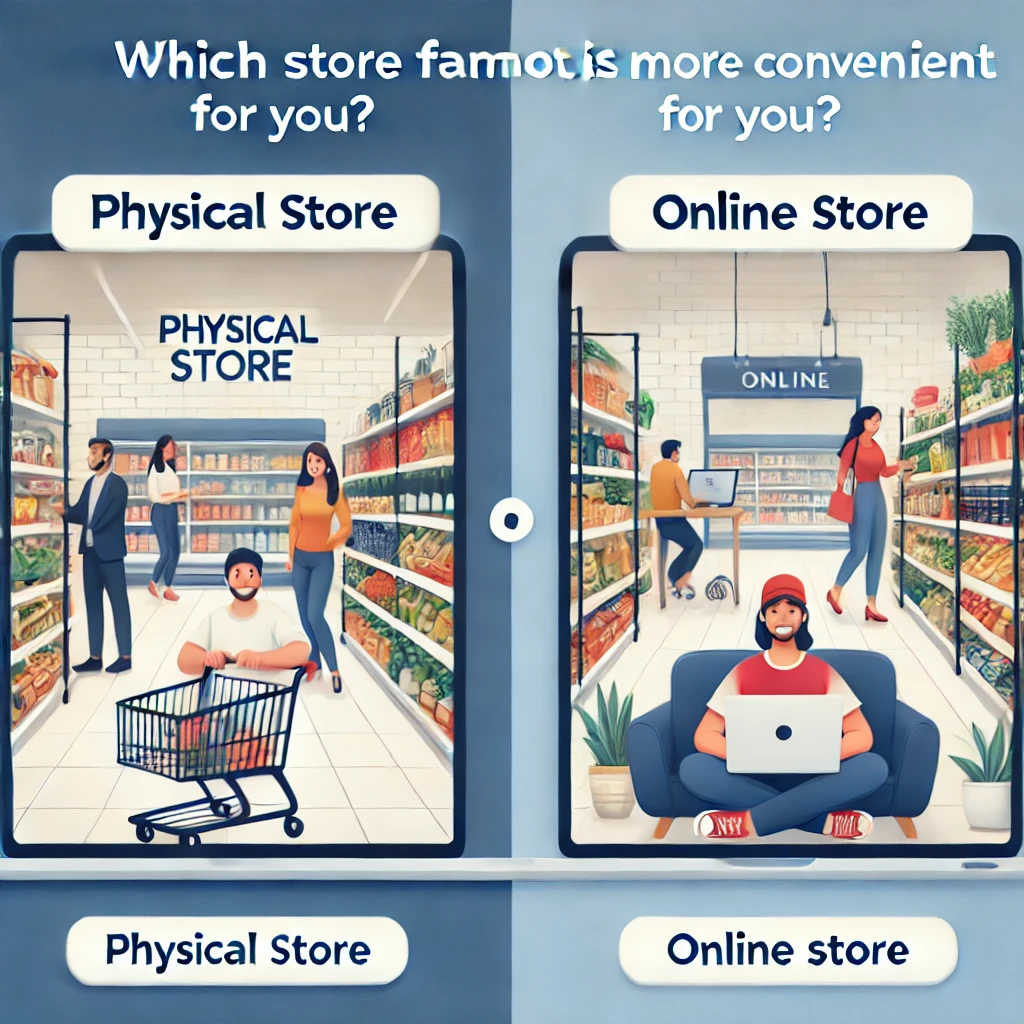 Which store famnot is more convenient
for you? for you?
Physical Store
Online Store
PHYSICAL
STORE
ONLINE
Physical Store
Online store